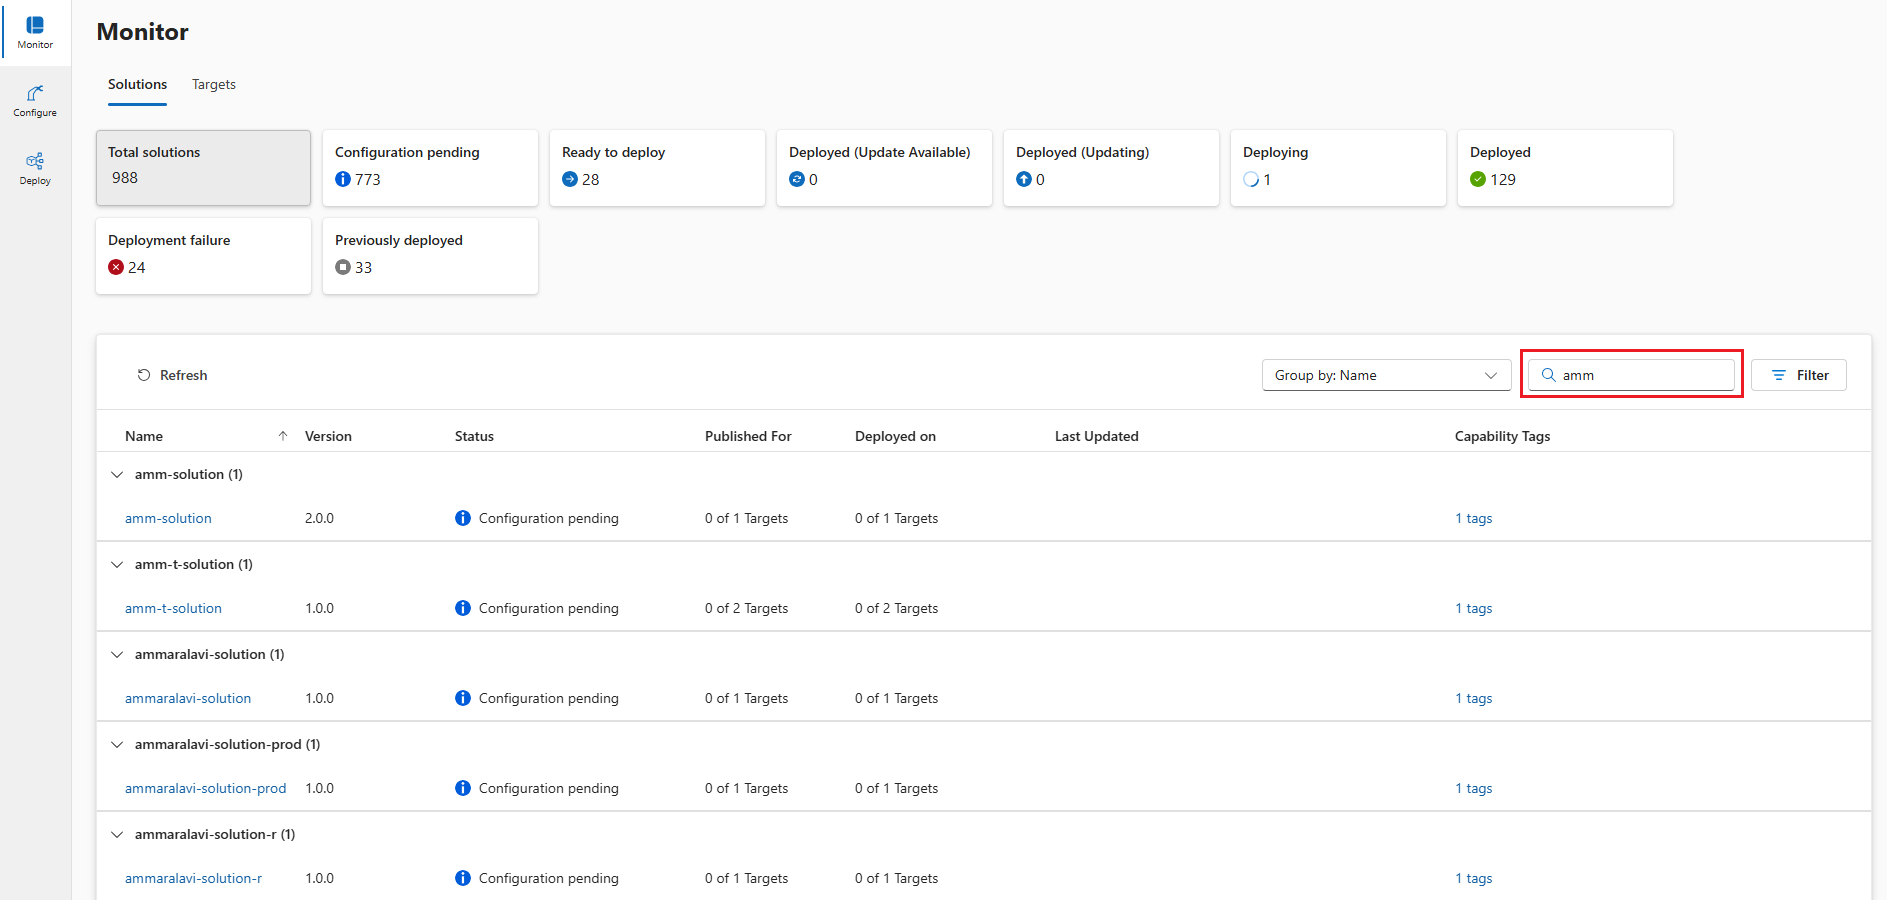 Monitor
Configure
Deploy
Monitor
Solutions Targets
Total solutions
988
Configuration pending
773
Ready to deploy
28
Deployed (Update Available)
0
Deployed (Updating)
0
Deploying
1
Deployed
129
Deployment failure
24
Previously deployed
33
Refresh Group by: Name amm Filter
Name Version Status Published For Deployed on Last Updated Capability Tags
amm-solution (1)
amm-solution 2.0.0 Configuration pending 0 of 1 Targets 0 of 1 Targets 1 tags
amm-t-solution (1)
amm-t-solution 1.0.0 Configuration pending 0 of 2 Targets 0 of 2 Targets 1 tags
ammaralavi-solution (1)
ammaralavi-solution 1.0.0 Configuration pending 0 of 1 Targets 0 of 1 Targets 1 tags
ammaralavi-solution-prod (1)
ammaralavi-solution-prod 1.0.0 Configuration pending 0 of 1 Targets 0 of 1 Targets 1 tags
ammaralavi-solution-r (1)
ammaralavi-solution-r 1.0.0 Configuration pending 0 of 1 Targets 0 of 1 Targets 1 tags